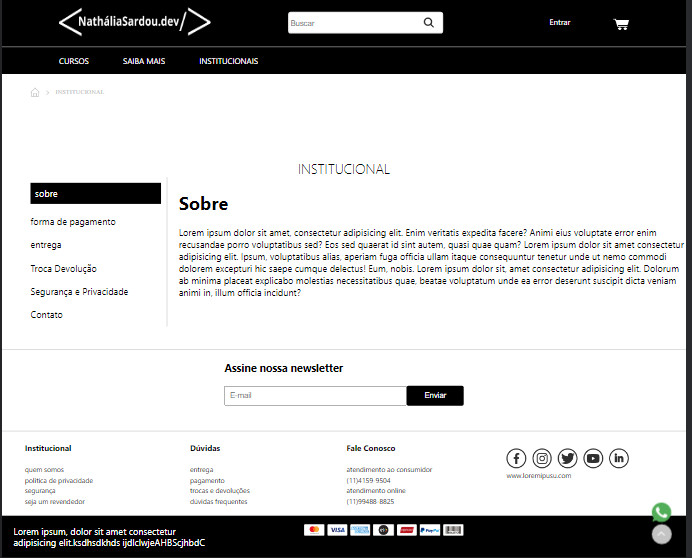 <NatháliaSardou.dev/>
Buscar
Entrar
CURSOS SAIBA MAIS INSTITUCIONAIS
> INSTITUCIONAL
INSTITUCIONAL
sobre
forma de pagamento
entrega
Troca Devolução
Segurança e Privacidade
Contato
Sobre
Lorem ipsum dolor sit amet, consectetur adipisicing elit. Enim veritatis expedita facere? Animi eius voluptate error enim
recusandae porro voluptatibus sed? Eos sed quaerat id sint autem, quasi quae quam? Lorem ipsum dolor sit amet consectetur
adipisicing elit. Ipsum, voluptatibus alias, aperiam fuga officia ullam itaque consequuntur tenetur unde ut nemo commodi
dolorem excepturi hic saepe cumque delectus! Eum, nobis. Lorem ipsum dolor sit, amet consectetur adipisicing elit. Dolorum
ab minima placeat explicabo molestias necessitatibus quae, beatae voluptatum unde ea error deserunt suscipit dicta veniam
animi in, illum officia incidunt?
Assine nossa newsletter
E-mail
Enviar
Institucional
quem somos
politica de privacidade
segurança
seja um revendedor
Dúvidas
entrega
pagamento
trocas e devoluções
dúvidas frequentes
Fale Conosco
atendimento ao consumidor
(11)4159-9504
atendimento online
(11)99488-8825
www.loremipusu.com
Lorem ipsum, dolor sit amet consectetur
adipisicing elit.ksdhsdkhds ijdlclwjeAHBScjhbdC
VISA
PayPal